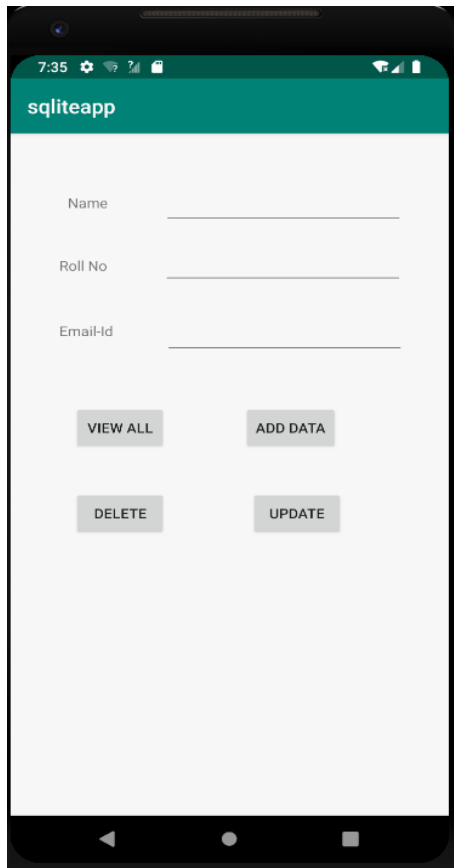 7:35
sqliteapp
Name
Roll No
Email-Id
VIEW ALL ADD DATA
DELETE UPDATE